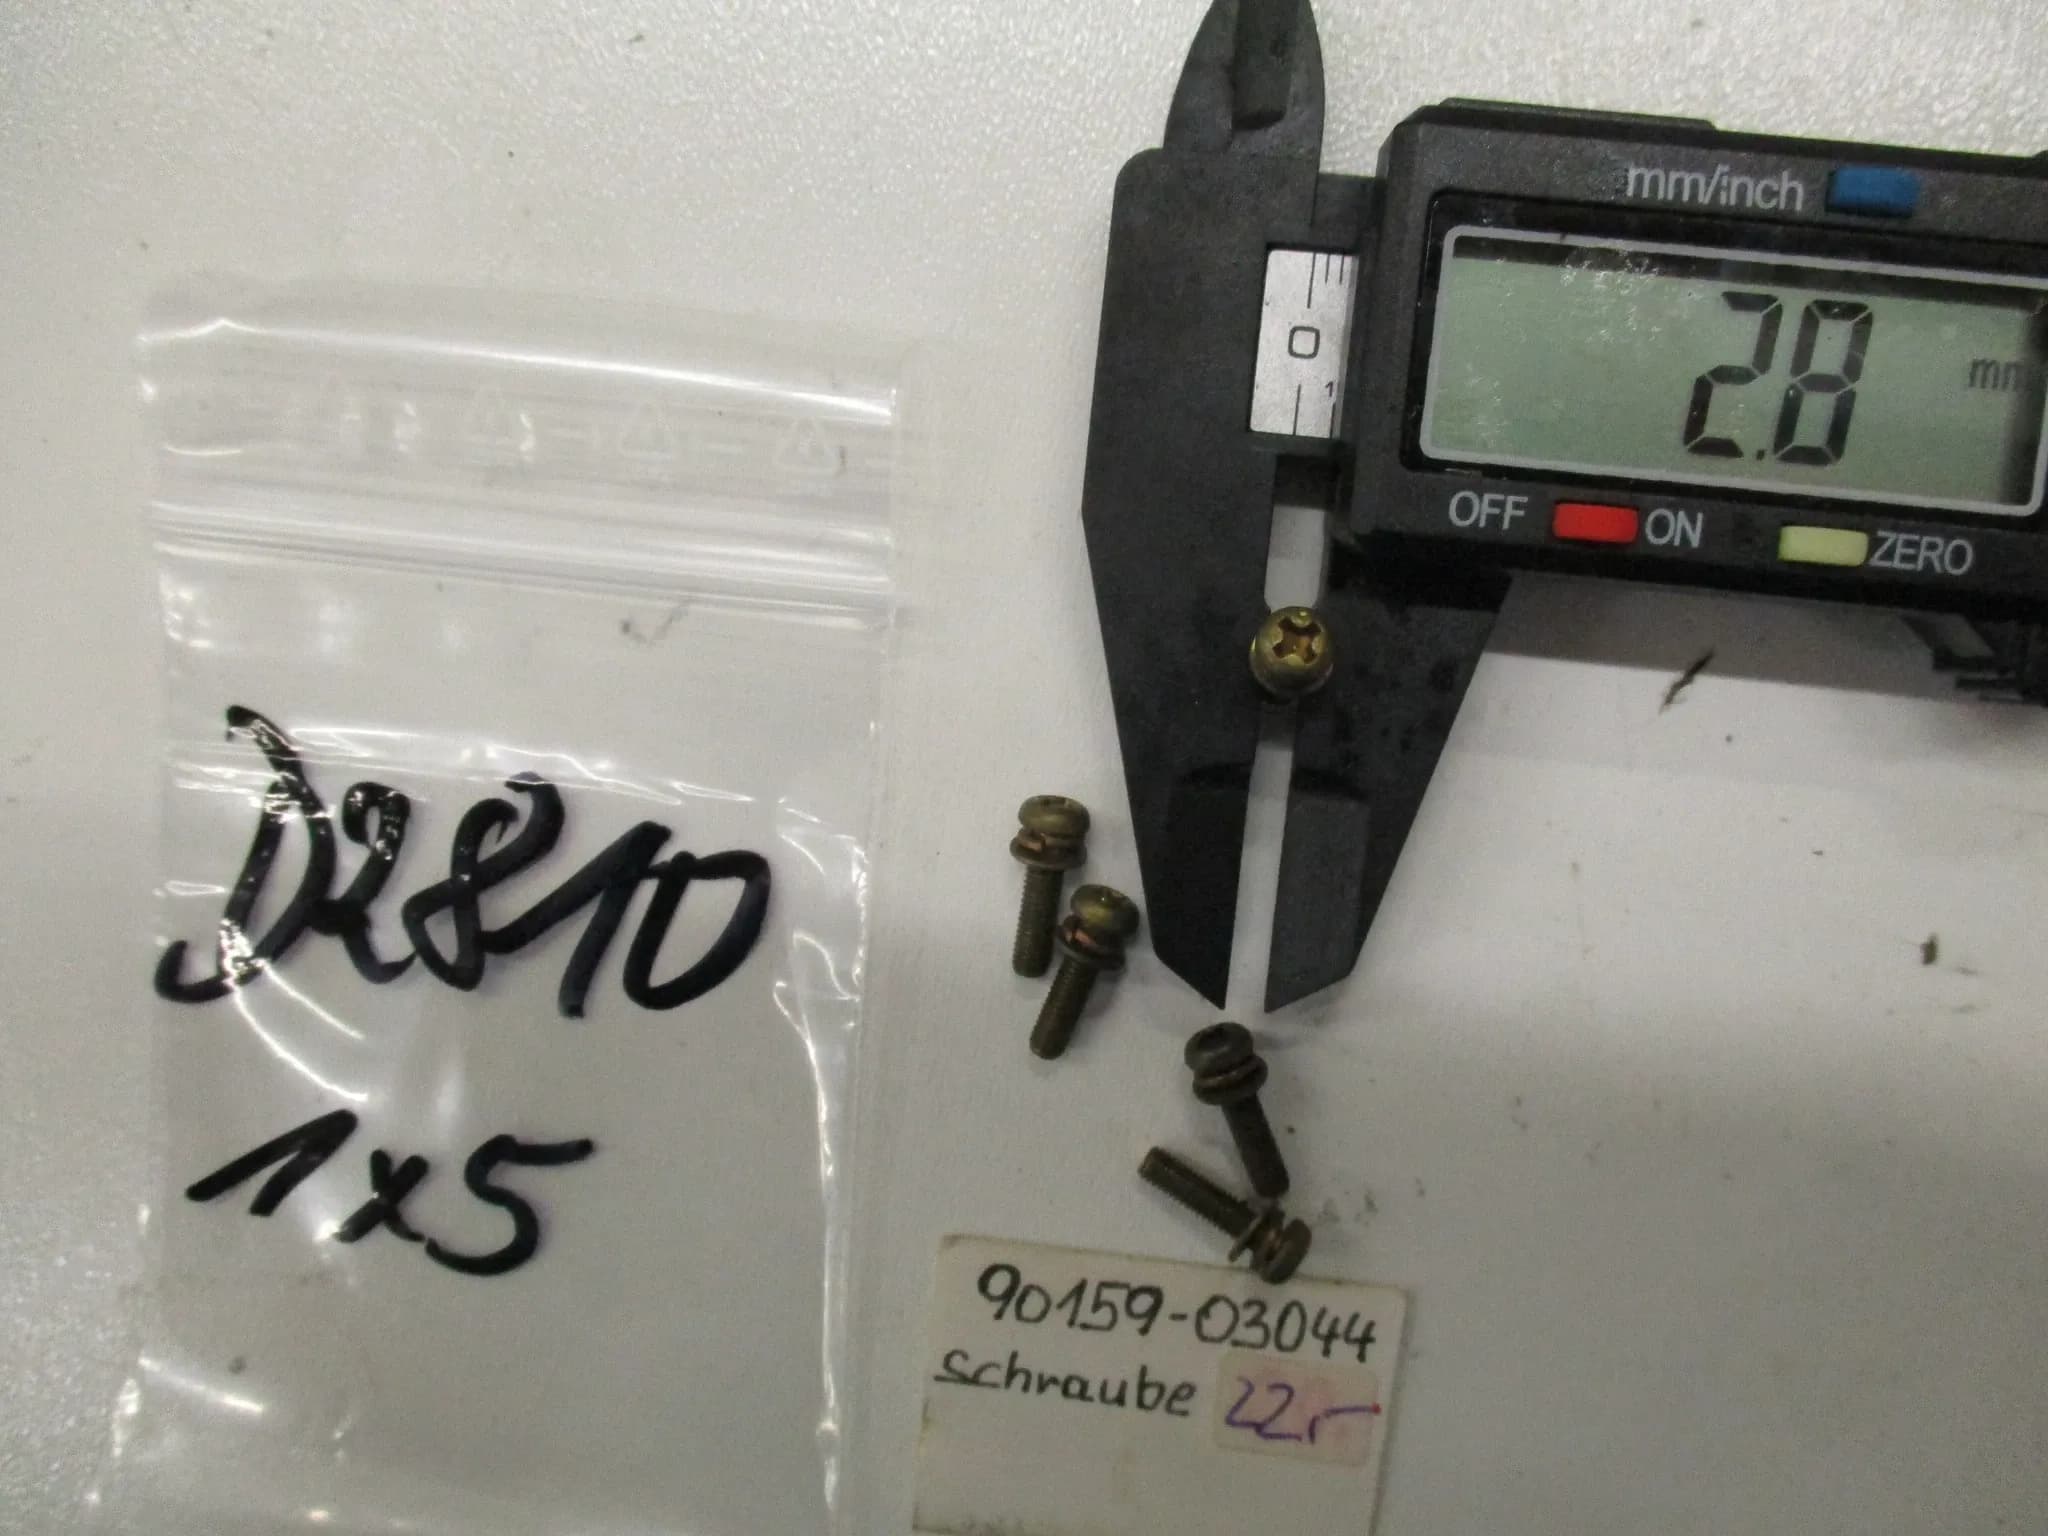 mm/inch
2.8 mm
OFF ON ZERO
0
1
D2810
1x5
90159-03044
Schraube 22,-